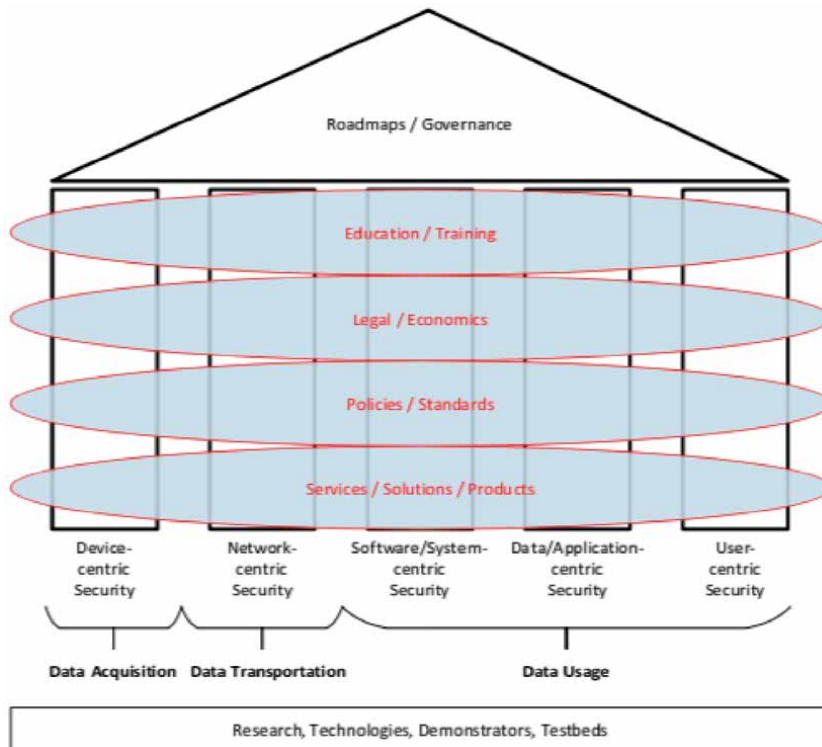 Roadmaps / Governance
Education / Training
Legal / Economics
Policies / Standards
Services / Solutions / Products
Device-
centric
Security
Network-
centric
Security
Software/System-
centric
Security
Data/Application-
centric
Security
User-
centric
Security
Data Acquisition
Data Transportation
Data Usage
Research, Technologies, Demonstrators, Testbeds